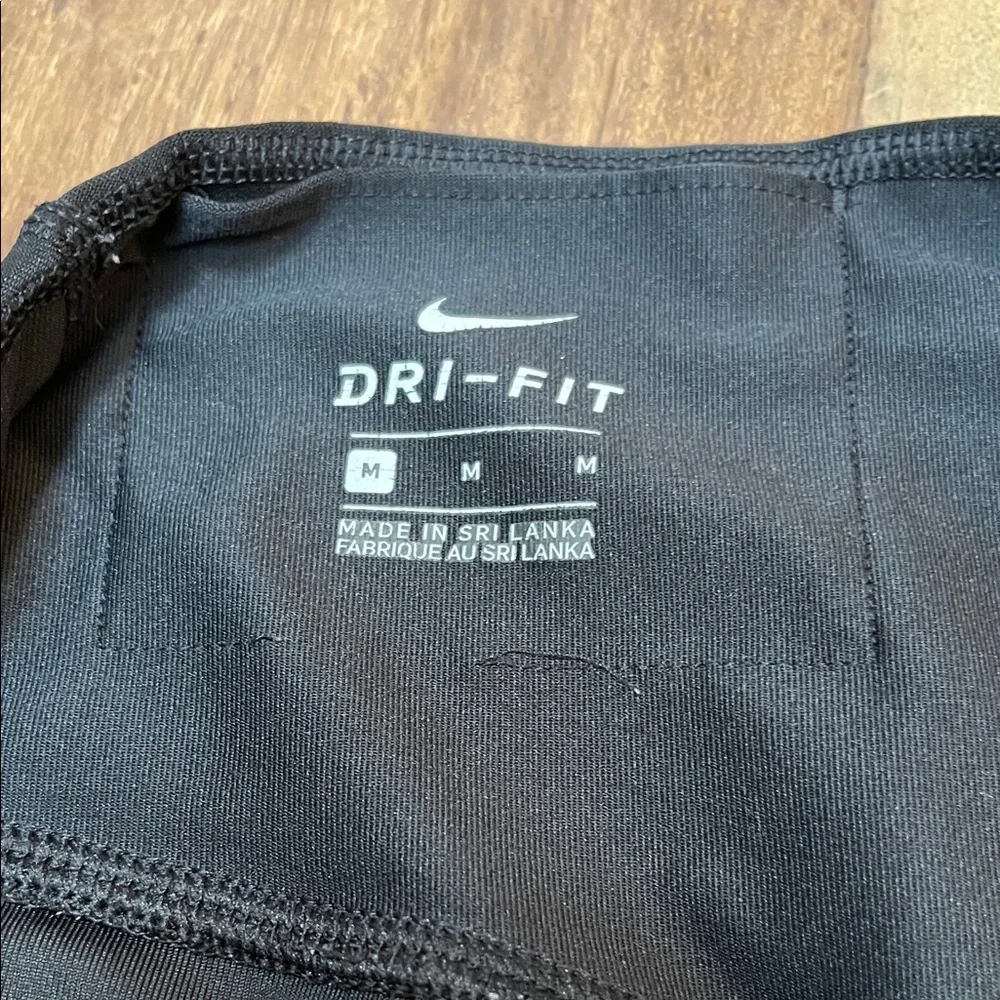 DRI-FIT
M M M
MADE IN SRI LANKA
FABRIQUE AU SRI LANKA